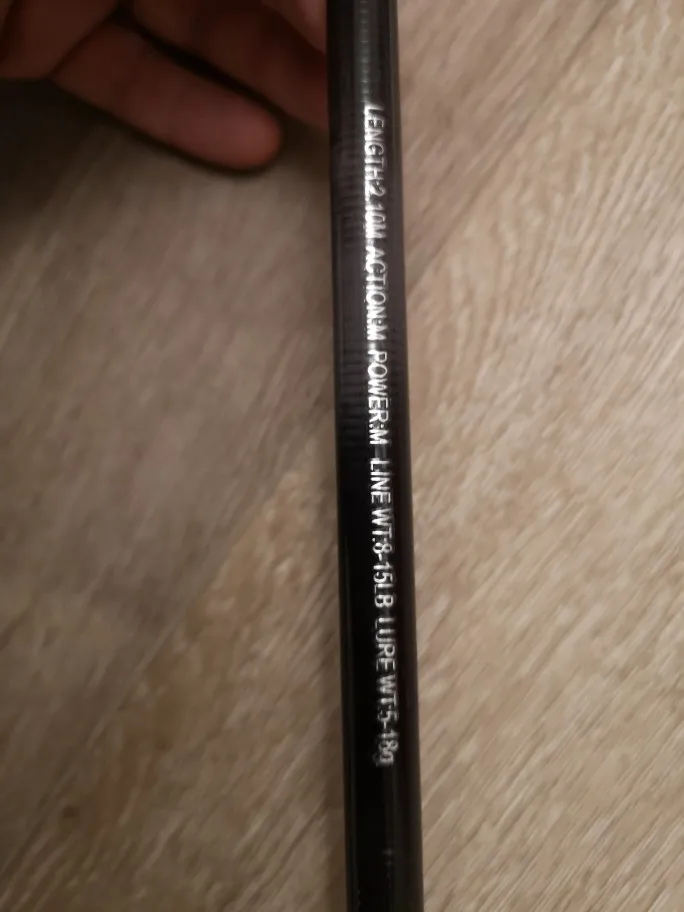 LENGTH:2.10M ACTION:M POWER:M LINE WT:8-15LB LURE WT:5-18g